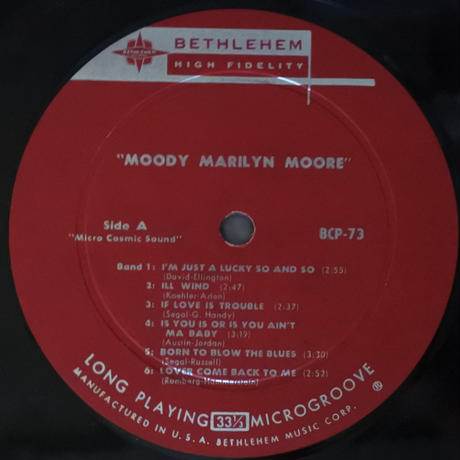 BETHLEHEM
BETHLEHEM
HIGH FIDELITY
"MOODY MARILYN MOORE"
Side A
"Micro Cosmic Sound"
BCP-73
Band 1: I'M JUST A LUCKY SO AND SO (2:55)
(David-Ellington)
2: ILL WIND (2:47)
(Koehler-Arlen)
3: IF LOVE IS TROUBLE (2:37)
(Segal-G. Handy)
4: IS YOU IS OR IS YOU AIN'T
MA BABY (3:19)
(Austin-Jordan)
5: BORN TO BLOW THE BLUES (3:30)
(Segal-Russell)
6: LOVER COME BACK TO ME (2:52)
LONG PLAYING 33⅓ MICROGROOVE ®
MANUFACTURED IN U.S.A. BETHLEHEM MUSIC CORP.